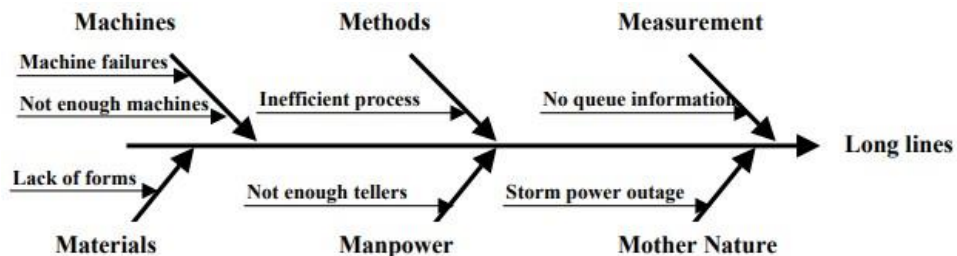 Machines
Methods
Measurement
Machine failures
Not enough machines
Inefficient process
No queue information
Long lines
Lack of forms
Not enough tellers
Storm power outage
Materials
Manpower
Mother Nature